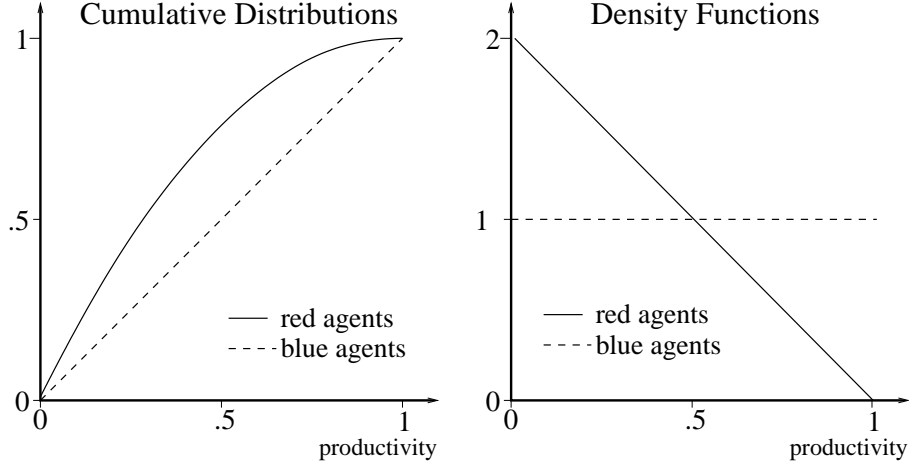 Cumulative Distributions
1
.5
0
0
.5
1
productivity
red agents
blue agents
Density Functions
2
1
0
0
.5
1
productivity
red agents
blue agents